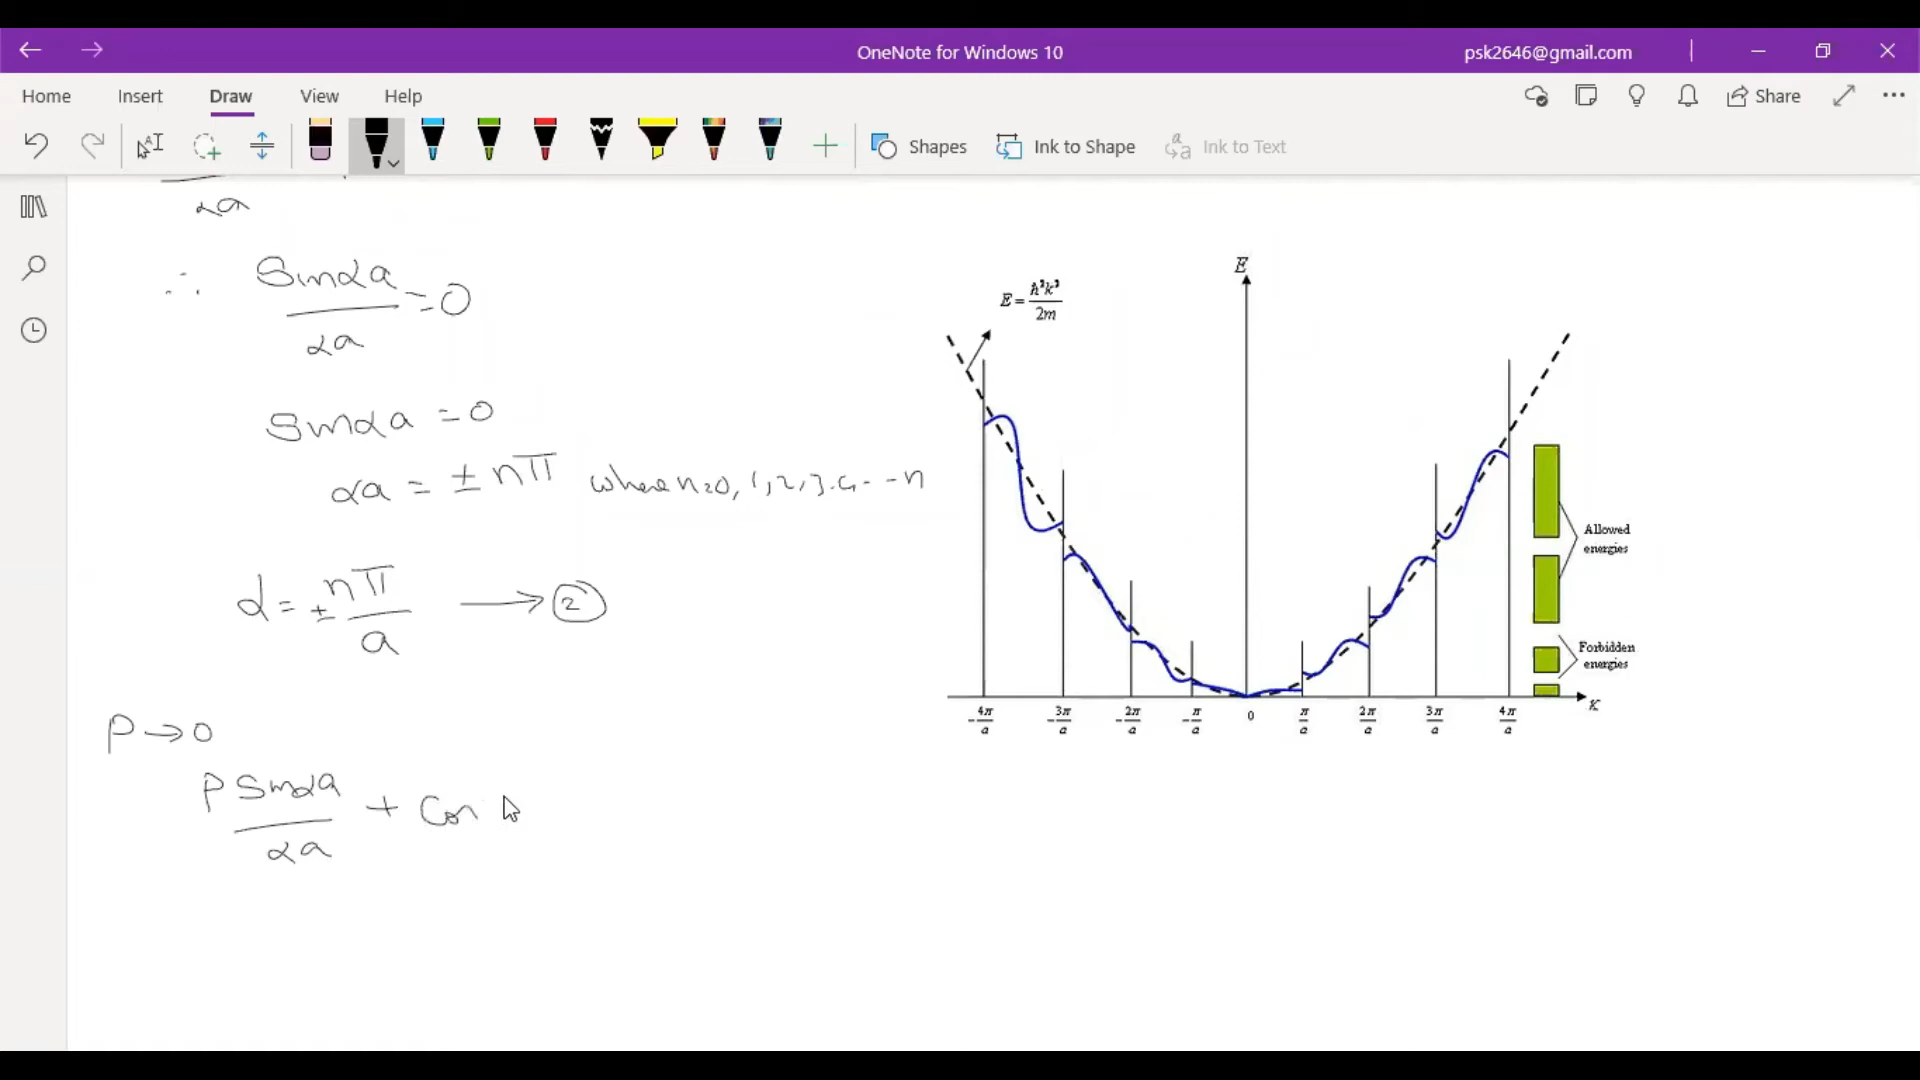 OneNote for Windows 10
psk2646@gmail.com
Home Insert Draw View Help
Share
Shapes Ink to Shape Ink to Text
αa
∴ Sinαa / αa = 0
Sinαa = 0
αa = ± nπ where n=0, 1, 2, 3, 4 - - - n
α = ± nπ / a → ②
P → 0
P Sinαa / αa + Cos
E
E = ħ²k² / 2m
Allowed energies
Forbidden energies
-4π/a -3π/a -2π/a -π/a 0 π/a 2π/a 3π/a 4π/a K